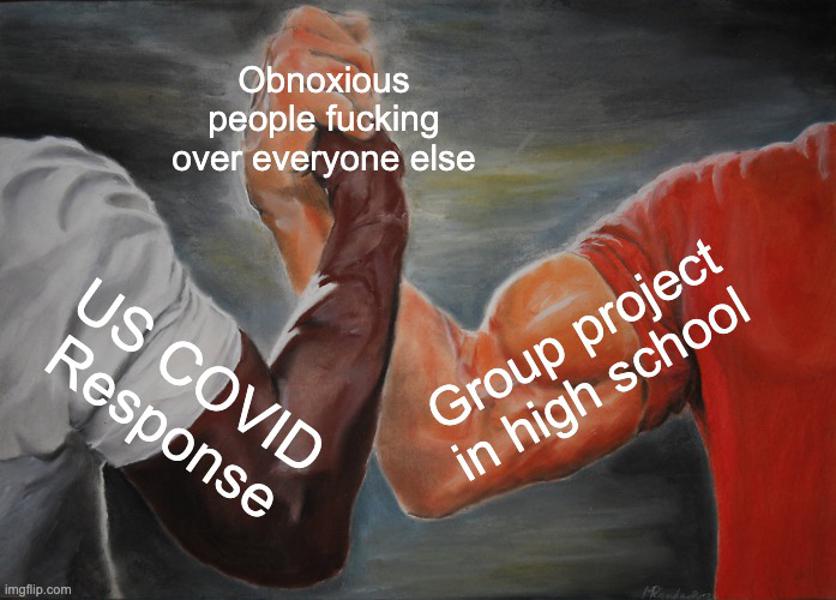 Obnoxious
people fucking
over everyone else
US COVID
Response
Group project
in high school
imgflip.com